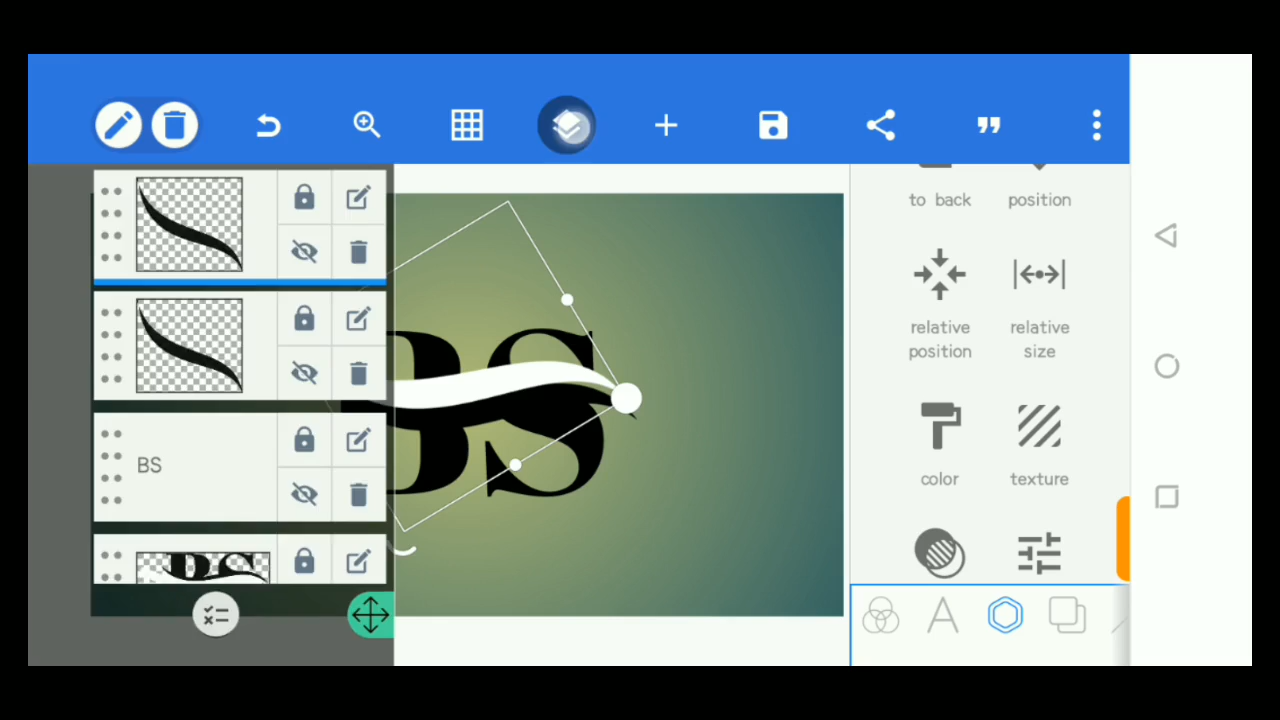 to back
position
relative
position
relative
size
color
texture
BS
BS
BS